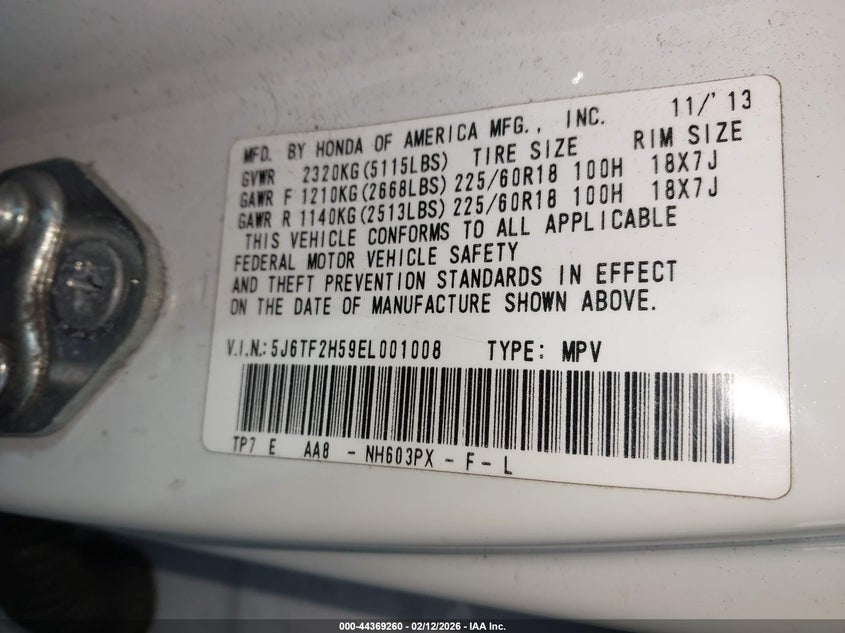 MFD. BY HONDA OF AMERICA MFG., INC. 11/'13
GVWR 2320KG(5115LBS) TIRE SIZE RIM SIZE
GAWR F 1210KG(2668LBS) 225/60R18 100H 18X7J
GAWR R 1140KG(2513LBS) 225/60R18 100H 18X7J
THIS VEHICLE CONFORMS TO ALL APPLICABLE
FEDERAL MOTOR VEHICLE SAFETY
AND THEFT PREVENTION STANDARDS IN EFFECT
ON THE DATE OF MANUFACTURE SHOWN ABOVE.
V.I.N.: 5J6TF2H59EL001008 TYPE: MPV
TP7 E AA8 - NH603PX - F - L
000-44369260 - 02/12/2026 - IAA Inc.